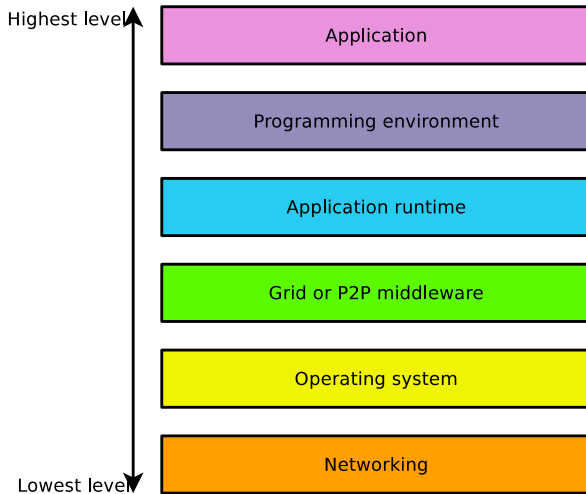 Highest level
Application
Programming environment
Application runtime
Grid or P2P middleware
Operating system
Networking
Lowest level